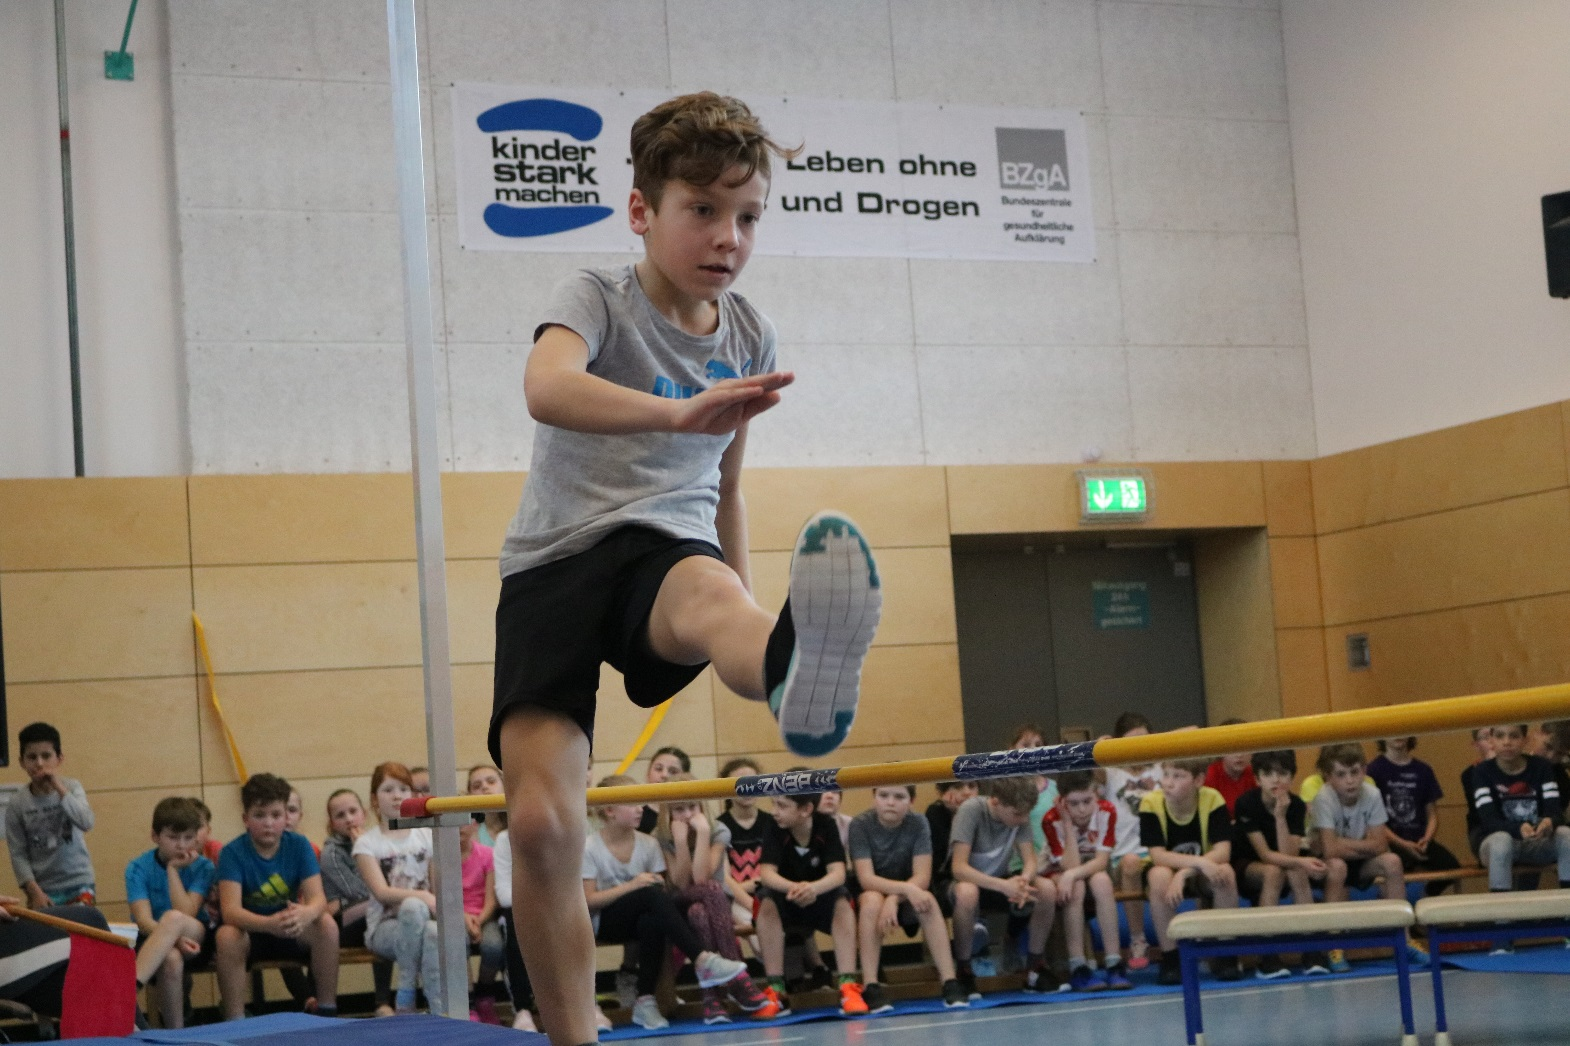 kinder
stark
machen
Leben ohne
und Drogen
BZgA
Bundeszentrale
für
gesundheitliche
Aufklärung
BENZ